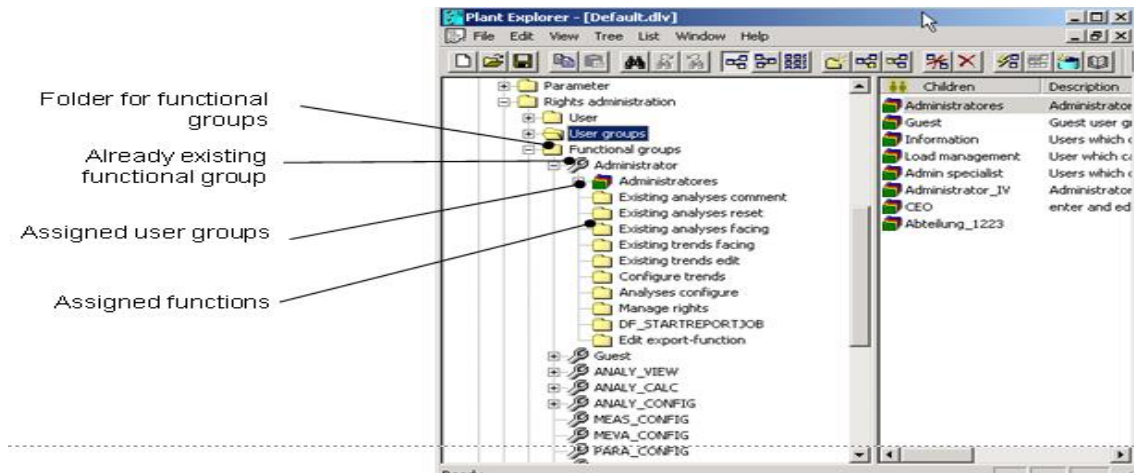 Plant Explorer - [Default.dlv]
File Edit View Tree List Window Help
Folder for functional
groups
Already existing
functional group
Assigned user groups
Assigned functions
Parameter
Rights administration
User
User groups
Functional groups
Administrator
Administratores
Existing analyses comment
Existing analyses reset
Existing analyses facing
Existing trends facing
Existing trends edit
Configure trends
Analyses configure
Manage rights
DF_STARTREPORTJOB
Edit export-function
Guest
ANALY_VIEW
ANALY_CALC
ANALY_CONFIG
MEAS_CONFIG
MEVA_CONFIG
PARA_CONFIG
Children Description
Administratores Administrator
Guest Guest user gr
Information Users which c
Load management User which ca
Admin specialist Users which c
Administrator_IV Administrator
CEO enter and ed
Abteilung_1223